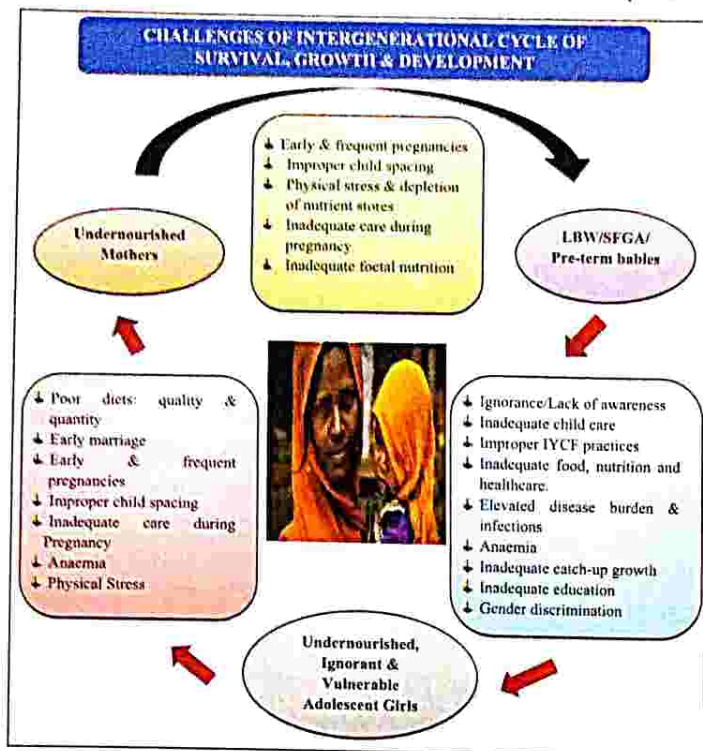 CHALLENGES OF INTERGENERATIONAL CYCLE OF
SURVIVAL, GROWTH & DEVELOPMENT
Early & frequent pregnancies
Improper child spacing
Physical stress & depletion
of nutrient stores
Inadequate care during
pregnancy
Inadequate foetal nutrition
Undernourished
Mothers
LBW/SFGA/
Pre-term babies
Poor diets: quality &
quantity
Early marriage
Early & frequent
pregnancies
Improper child spacing
Inadequate care during
Pregnancy
Anaemia
Physical Stress
Ignorance/Lack of awareness
Inadequate child care
Improper IYCF practices
Inadequate food, nutrition and
healthcare.
Elevated disease burden &
infections
Anaemia
Inadequate catch-up growth
Inadequate education
Gender discrimination
Undernourished,
Ignorant &
Vulnerable
Adolescent Girls